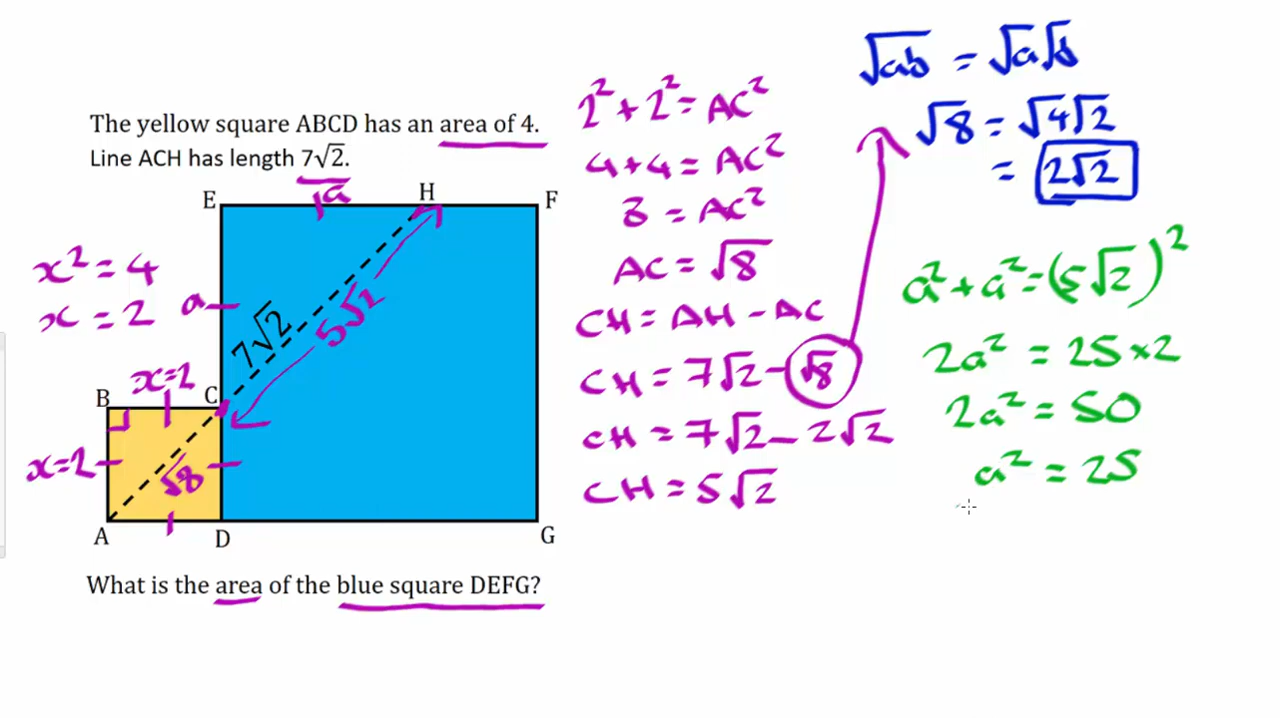 The yellow square ABCD has an area of 4.
Line ACH has length 7√2.
E
a
H
F
x² = 4
x = 2
a
7√2
5√2
x=2
B
C
x=2
√8
A
D
G
What is the area of the blue square DEFG?
2² + 2² = AC²
4 + 4 = AC²
8 = AC²
AC = √8
CH = AH - AC
CH = 7√2 - √8
CH = 7√2 - 2√2
CH = 5√2
√ab = √a√b
√8 = √4√2
= 2√2
a² + a² = (5√2)²
2a² = 25×2
2a² = 50
a² = 25